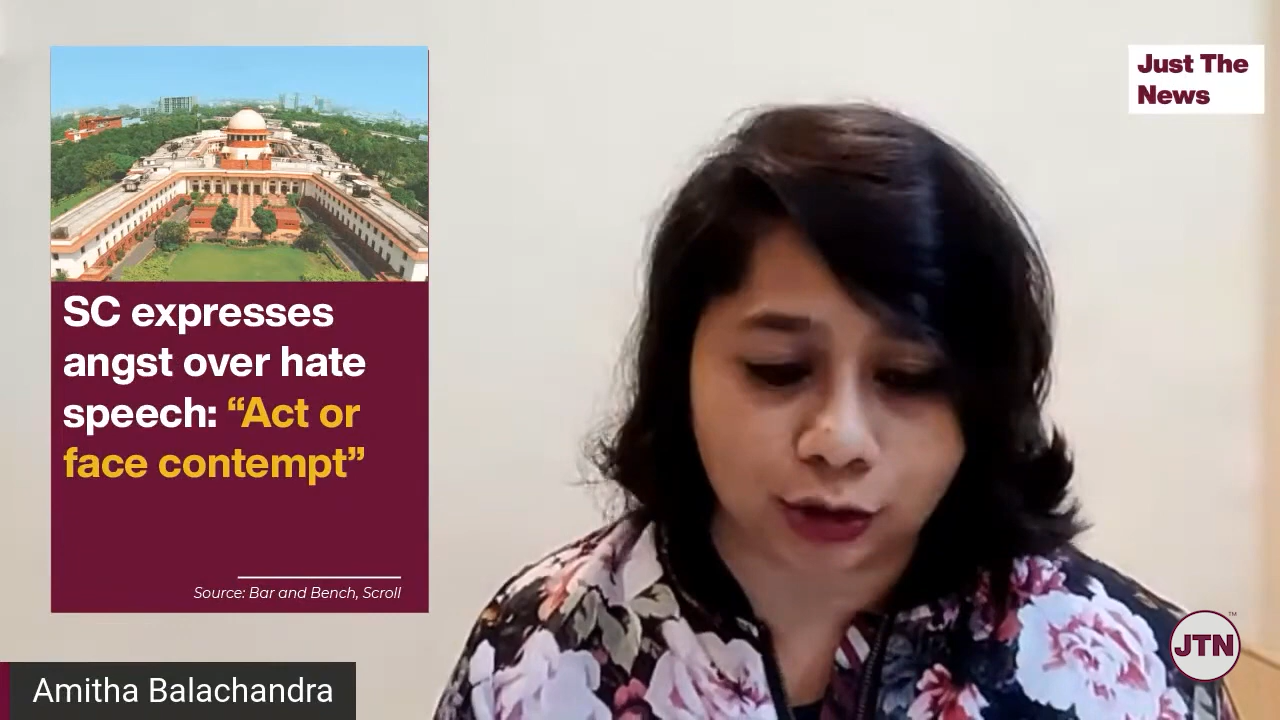 SC expresses
angst over hate
speech: “Act or
face contempt”
Source: Bar and Bench, Scroll
Just The
News
JTN
™
Amitha Balachandra